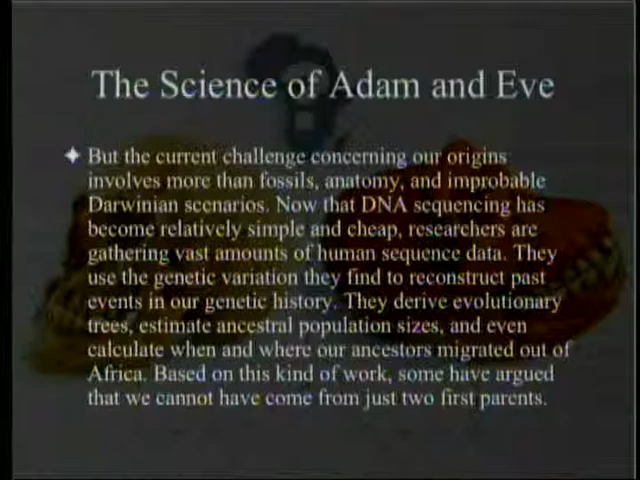 The Science of Adam and Eve
But the current challenge concerning our origins
involves more than fossils, anatomy, and improbable
Darwinian scenarios. Now that DNA sequencing has
become relatively simple and cheap, researchers are
gathering vast amounts of human sequence data. They
use the genetic variation they find to reconstruct past
events in our genetic history. They derive evolutionary
trees, estimate ancestral population sizes, and even
calculate when and where our ancestors migrated out of
Africa. Based on this kind of work, some have argued
that we cannot have come from just two first parents.